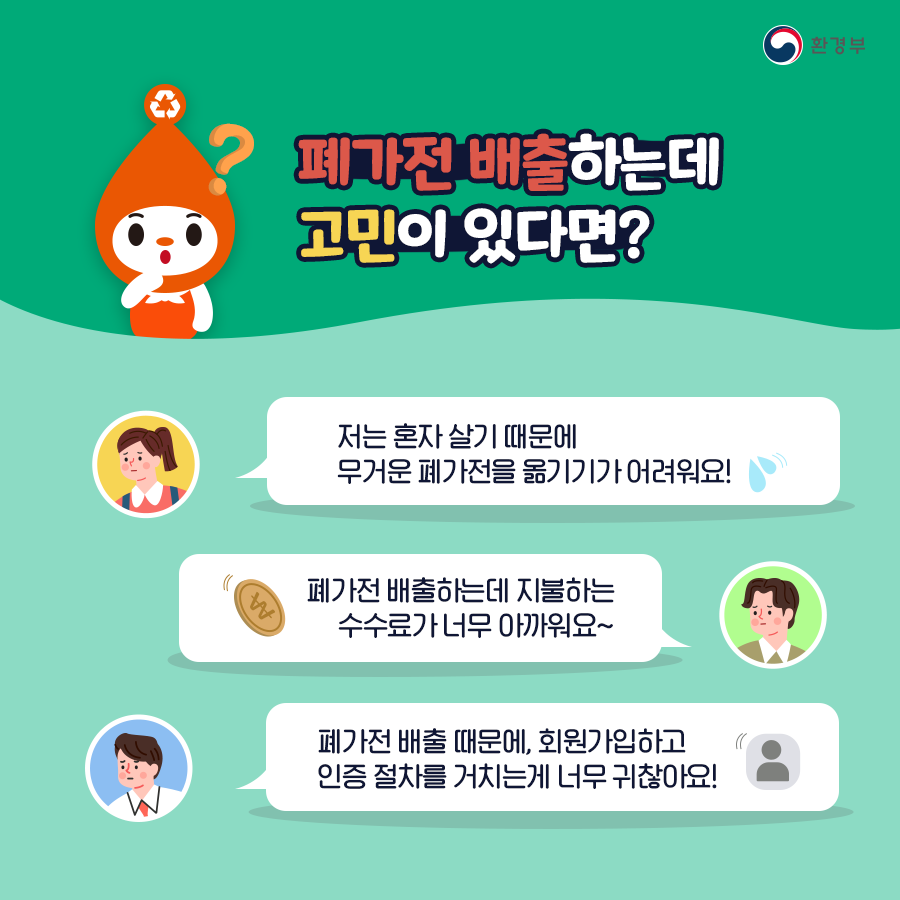 환경부
폐가전 배출하는데
고민이 있다면?
저는 혼자 살기 때문에
무거운 폐가전을 옮기기가 어려워요!
폐가전 배출하는데 지불하는
수수료가 너무 아까워요~
폐가전 배출 때문에, 회원가입하고
인증 절차를 거치는게 너무 귀찮아요!